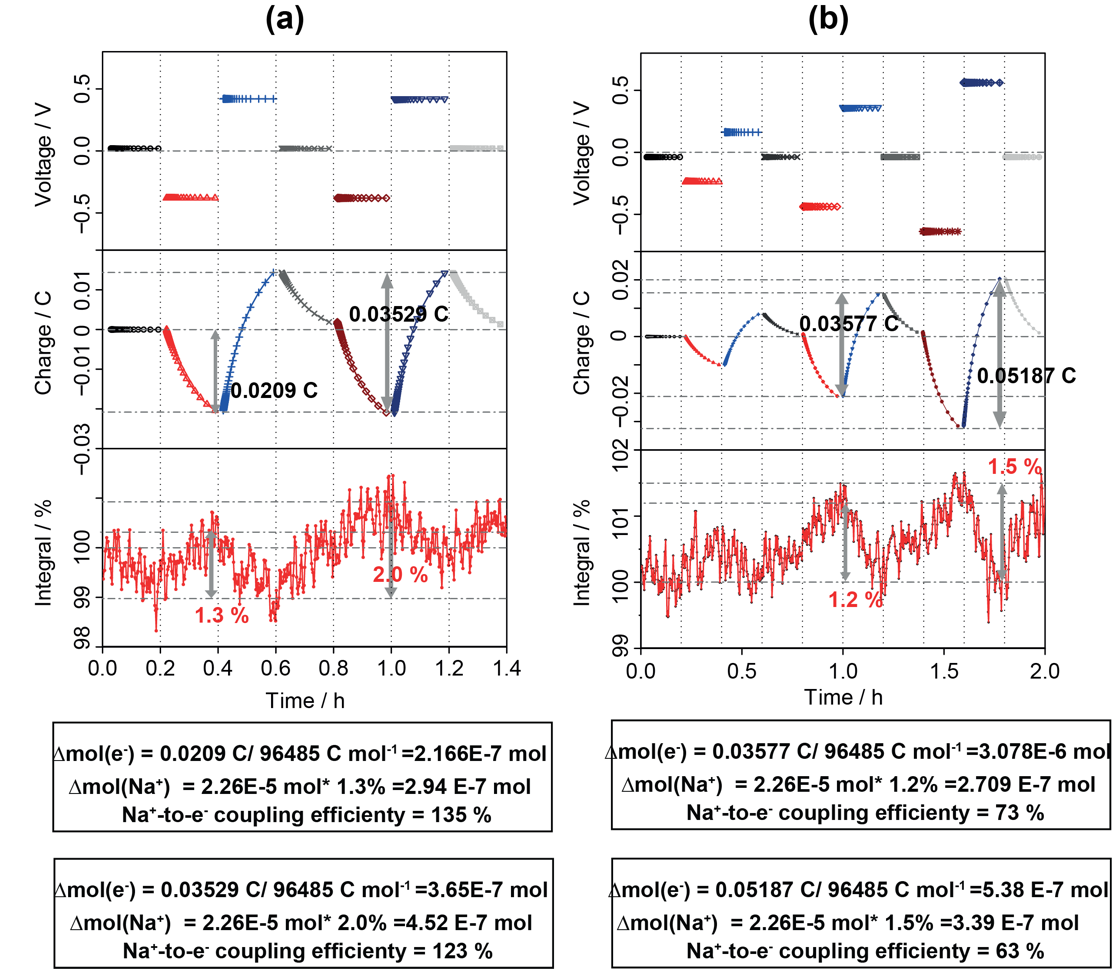 (a)
(b)
Voltage / V
0.5
0.0
−0.5
Charge / C
0.01
0
−0.01
−0.03
0.03529 C
0.0209 C
Integral / %
100
99
98
1.3 %
2.0 %
0.0
0.2
0.4
0.6
0.8
1.0
1.2
1.4
Time / h
Voltage / V
0.5
0.0
−0.5
Charge / C
0.02
0
−0.02
0.03577 C
0.05187 C
Integral / %
102
101
100
99
1.5 %
1.2 %
0.0
0.5
1.0
1.5
2.0
Time / h
Δmol(e-) = 0.0209 C/ 96485 C mol-1 =2.166E-7 mol
Δmol(Na+) = 2.26E-5 mol* 1.3% =2.94 E-7 mol
Na+-to-e- coupling efficienty = 135 %
Δmol(e-) = 0.03577 C/ 96485 C mol-1 =3.078E-6 mol
Δmol(Na+) = 2.26E-5 mol* 1.2% =2.709 E-7 mol
Na+-to-e- coupling efficienty = 73 %
Δmol(e-) = 0.03529 C/ 96485 C mol-1 =3.65E-7 mol
Δmol(Na+) = 2.26E-5 mol* 2.0% =4.52 E-7 mol
Na+-to-e- coupling efficienty = 123 %
Δmol(e-) = 0.05187 C/ 96485 C mol-1 =5.38 E-7 mol
Δmol(Na+) = 2.26E-5 mol* 1.5% =3.39 E-7 mol
Na+-to-e- coupling efficienty = 63 %